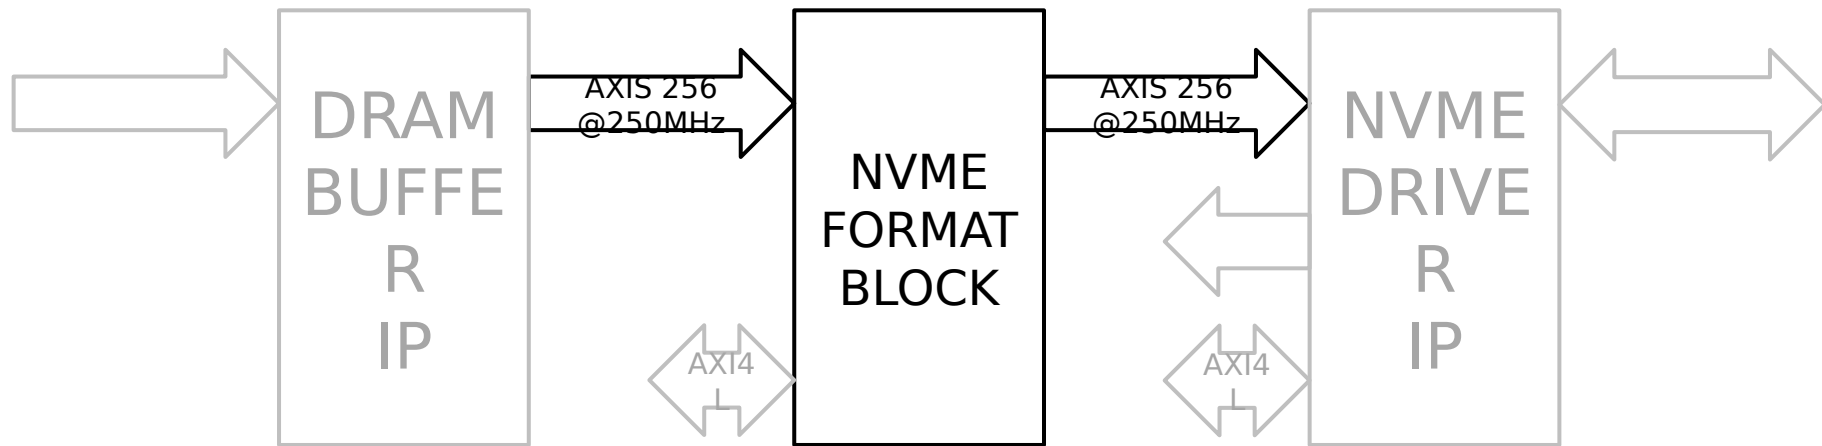 DRAM
BUFFE
R
IP
AXIS 256
@250MHz
NVME
FORMAT
BLOCK
AXI4
L
AXIS 256
@250MHz
NVME
DRIVE
R
IP
AXI4
L